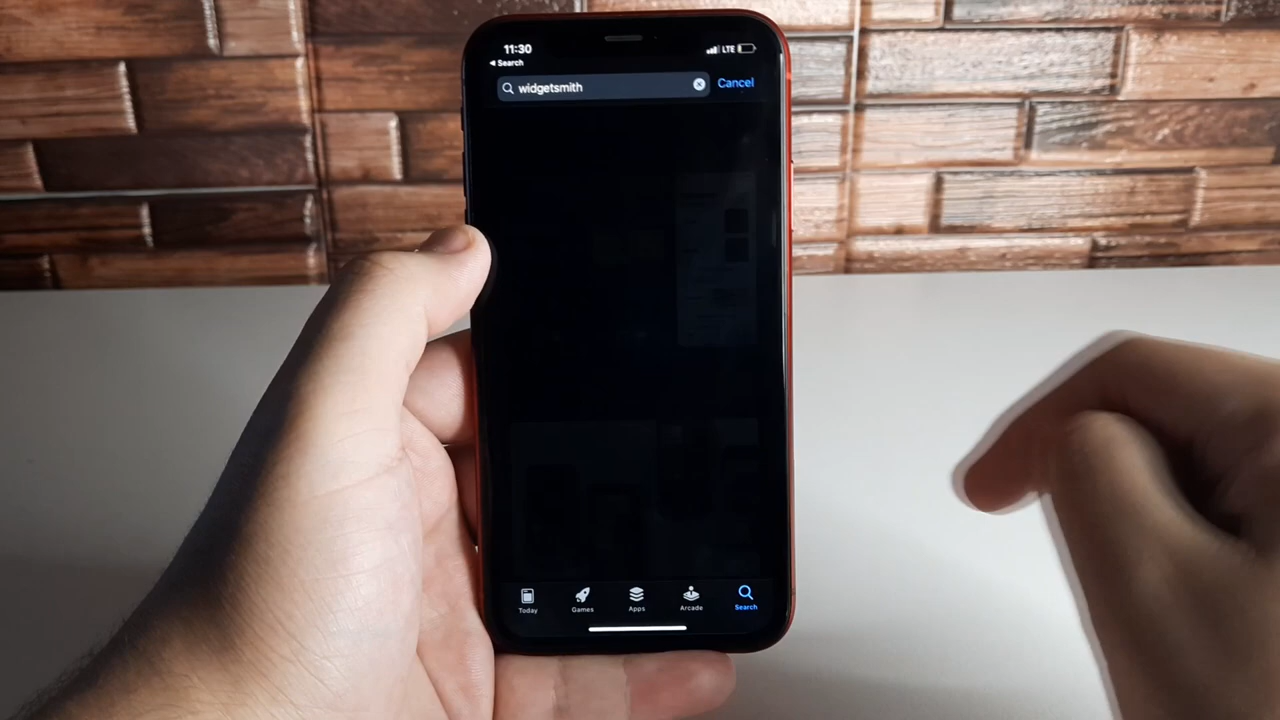 11:30
LTE
Search
widgetsmith
Cancel
Today
Games
Apps
Arcade
Search